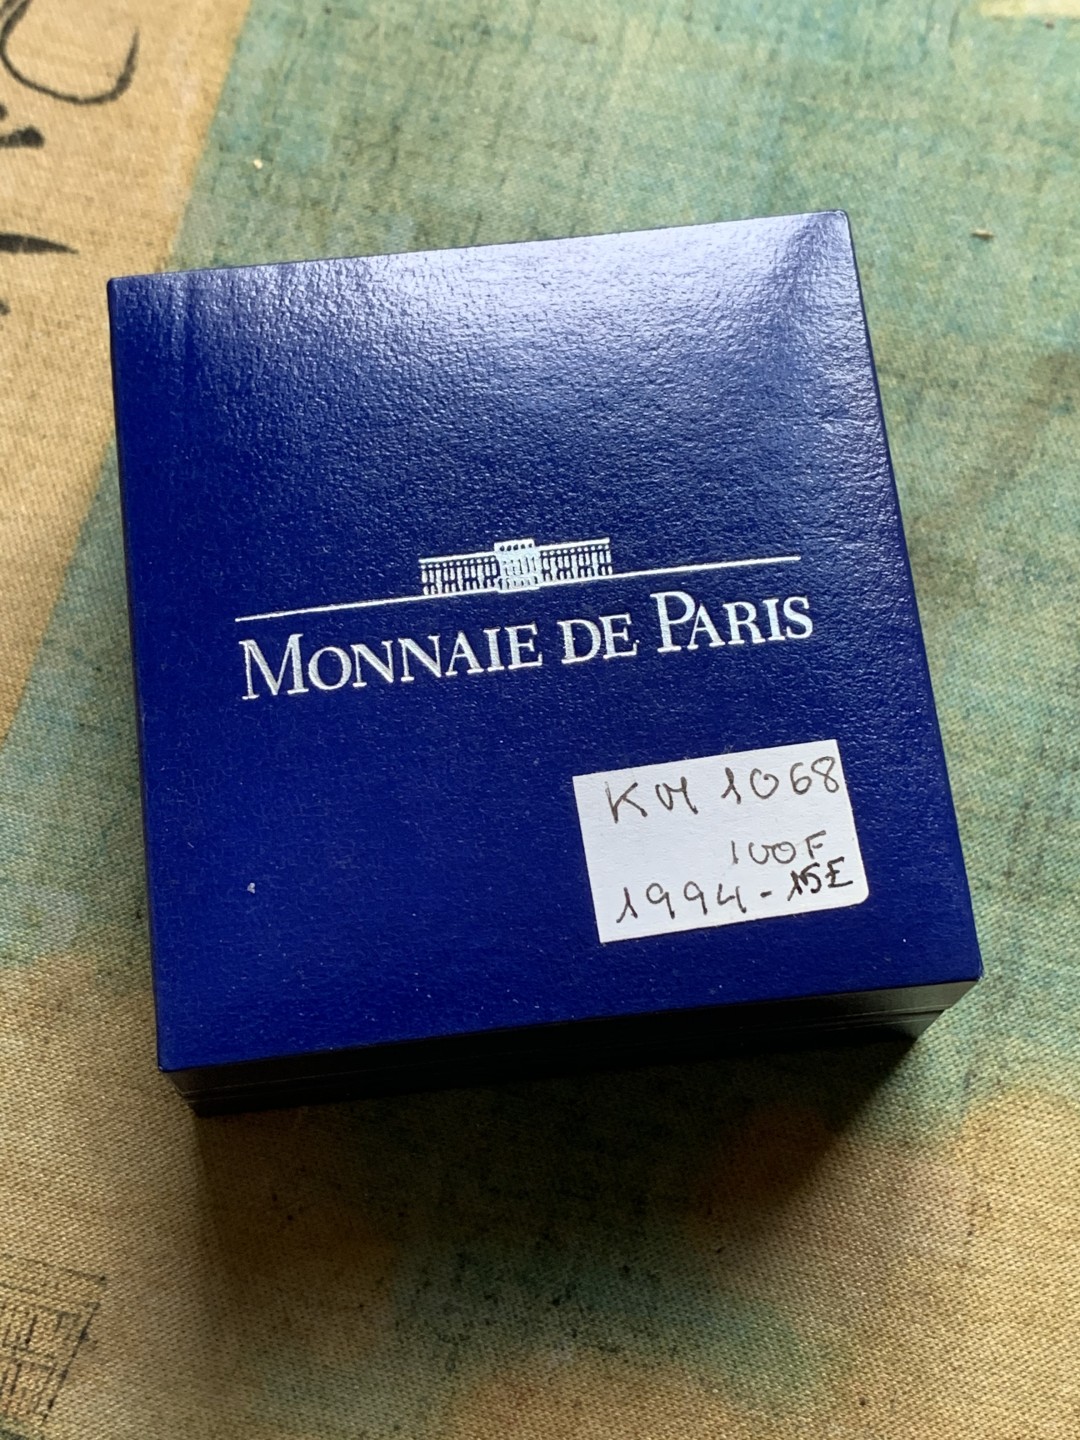 MONNAIE DE PARIS
KM 1068
100F
1994-15E